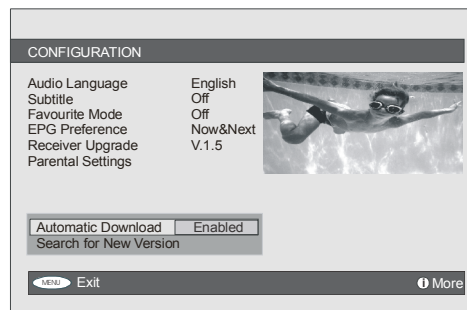 CONFIGURATION
Audio Language English
Subtitle Off
Favourite Mode Off
EPG Preference Now&Next
Receiver Upgrade V.1.5
Parental Settings
Automatic Download Enabled
Search for New Version
MENU Exit i More